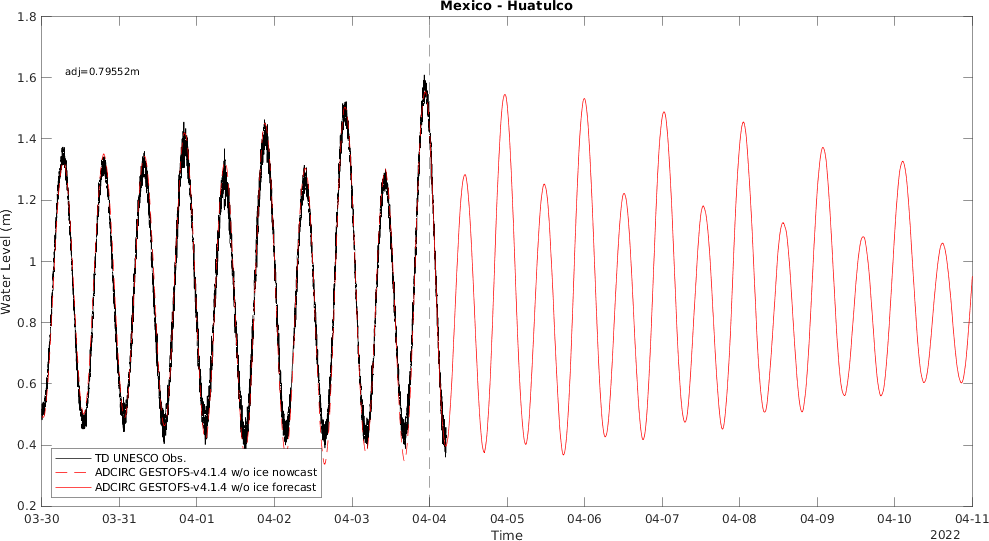 Mexico - Huatulco
1.8
1.6
1.4
1.2
1
0.8
0.6
0.4
0.2
Water Level (m)
adj=0.79552m
TD UNESCO Obs.
ADCIRC GESTOFS-v4.1.4 w/o ice nowcast
ADCIRC GESTOFS-v4.1.4 w/o ice forecast
03-30 03-31 04-01 04-02 04-03 04-04 04-05 04-06 04-07 04-08 04-09 04-10 04-11
Time
2022